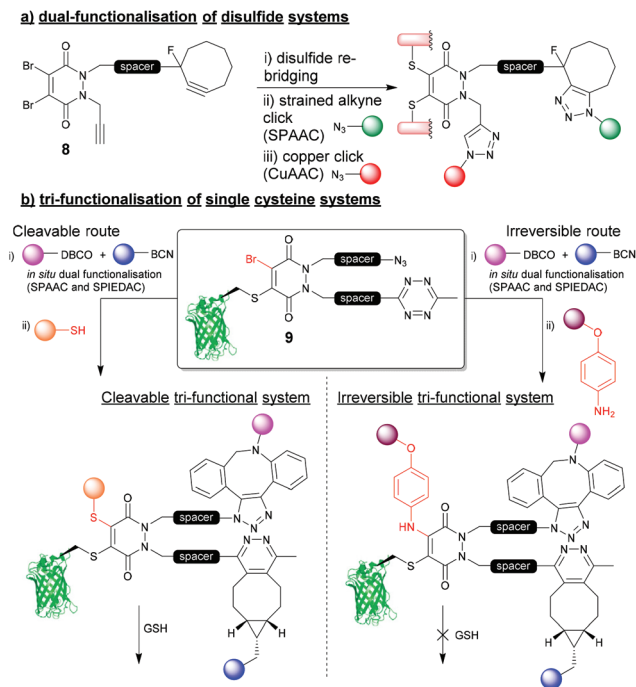 a) dual-functionalisation of disulfide systems
Br
Br
O
N
N
O
spacer
F
8
i) disulfide re-
bridging
ii) strained alkyne
click
(SPAAC)
N3
iii) copper click
(CuAAC)
N3
S
S
O
N
N
O
spacer
F
N
N
N
N
N
N
b) tri-functionalisation of single cysteine systems
Cleavable route
i)
DBCO +
BCN
in situ dual functionalisation
(SPAAC and SPIEDAC)
ii)
SH
Br
S
O
N
N
O
spacer
N3
spacer
N
N
N
N
9
Irreversible route
i)
DBCO +
BCN
in situ dual functionalisation
(SPAAC and SPIEDAC)
ii)
O
NH2
Cleavable tri-functional system
S
S
O
N
N
O
spacer
spacer
N
N
N
N
N
N
H
H
GSH
Irreversible tri-functional system
O
HN
S
O
N
N
O
spacer
spacer
N
N
N
N
N
N
H
H
GSH